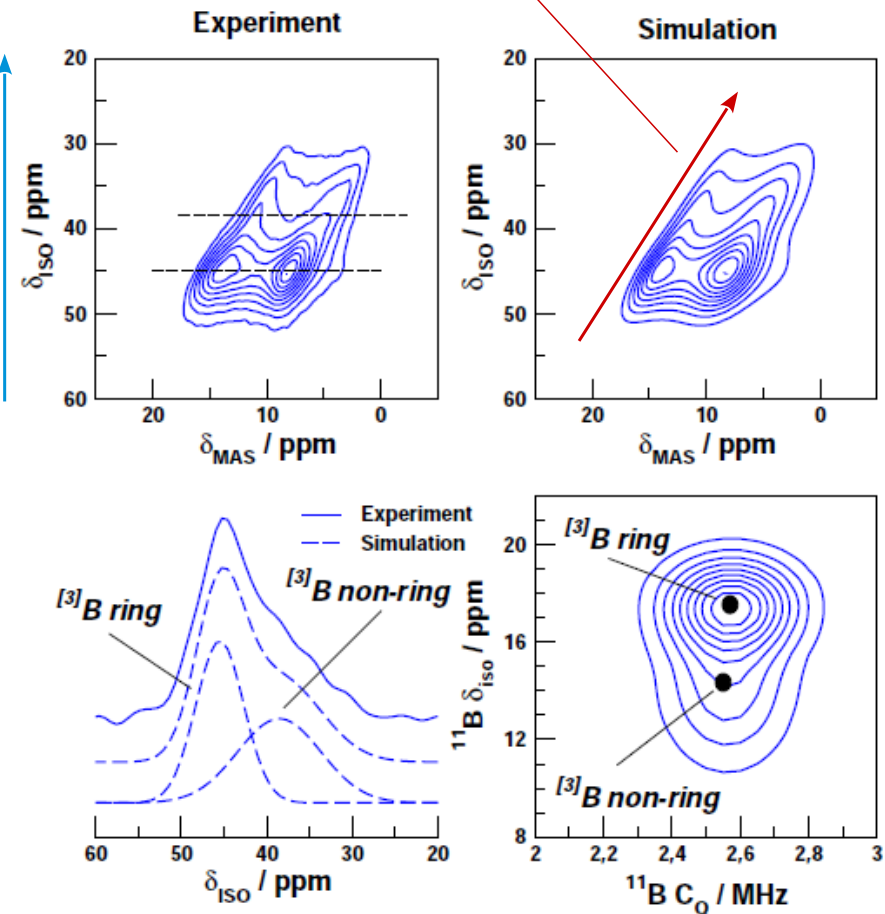 Experiment
20
30
40
50
60
δISO / ppm
20
10
0
δMAS / ppm
Simulation
20
30
40
50
60
δISO / ppm
20
10
0
δMAS / ppm
Experiment
Simulation
[3]B ring
[3]B non-ring
60
50
40
30
20
δISO / ppm
20
16
12
8
11B δiso / ppm
[3]B ring
[3]B non-ring
2
2,2
2,4
2,6
2,8
3
11B CQ / MHz